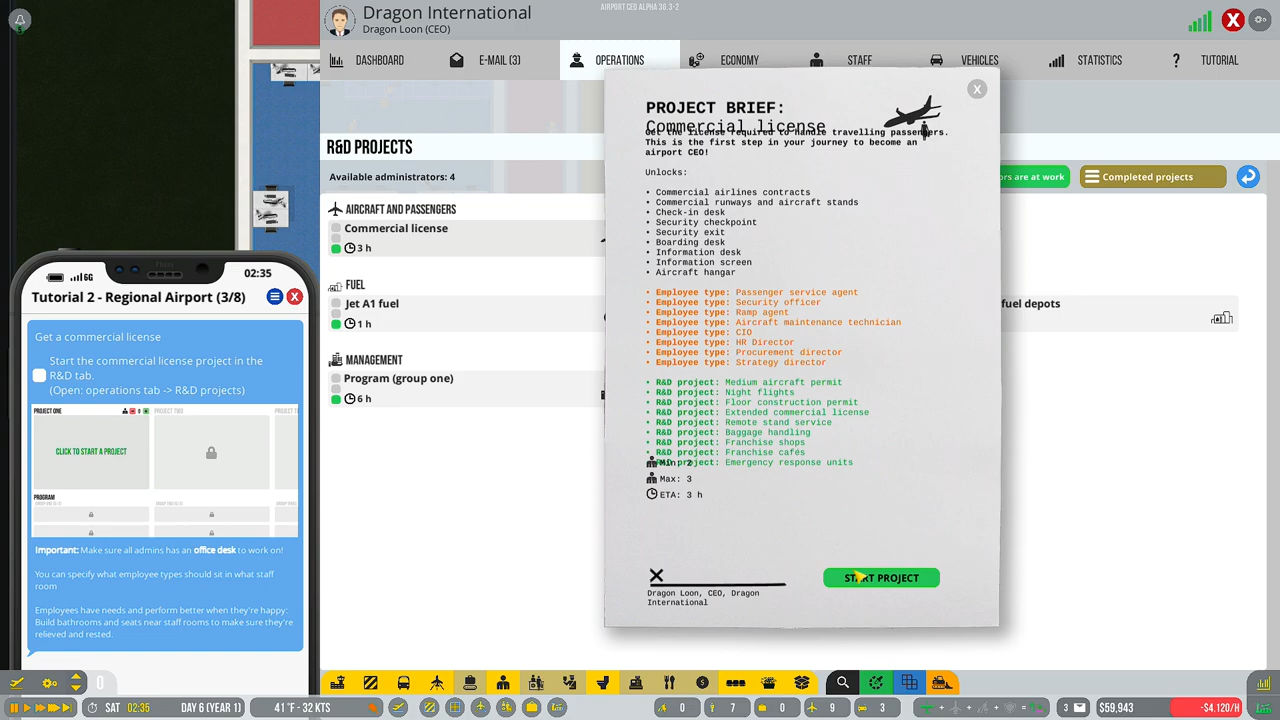 AIRPORT CEO ALPHA 36.3-2
Dragon International
Dragon Loon (CEO)
DASHBOARD
E-MAIL (3)
OPERATIONS
ECONOMY
STAFF
VEHICLES
STATISTICS
TUTORIAL
R&D PROJECTS
Available administrators: 4
ors are at work
Completed projects
AIRCRAFT AND PASSENGERS
Commercial license
3 h
FUEL
Jet A1 fuel
1 h
fuel depots
MANAGEMENT
Program (group one)
6 h
X
PROJECT BRIEF:
Commercial license
Get the license required to handle travelling passengers.
This is the first step in your journey to become an
airport CEO!
Unlocks:
• Commercial airlines contracts
• Commercial runways and aircraft stands
• Check-in desk
• Security checkpoint
• Security exit
• Boarding desk
• Information desk
• Information screen
• Aircraft hangar
• Employee type: Passenger service agent
• Employee type: Security officer
• Employee type: Ramp agent
• Employee type: Aircraft maintenance technician
• Employee type: CIO
• Employee type: HR Director
• Employee type: Procurement director
• Employee type: Strategy director
• R&D project: Medium aircraft permit
• R&D project: Night flights
• R&D project: Floor construction permit
• R&D project: Extended commercial license
• R&D project: Remote stand service
• R&D project: Baggage handling
• R&D project: Franchise shops
• R&D project: Franchise cafés
• R&D project: Emergency response units
Min: 2
Max: 3
ETA: 3 h
Dragon Loon, CEO, Dragon
International
START PROJECT
6G
02:35
Tutorial 2 - Regional Airport (3/8)
X
Get a commercial license
Start the commercial license project in the
R&D tab.
(Open: operations tab -> R&D projects)
PROJECT ONE
0
PROJECT TWO
CLICK TO START A PROJECT
PROGRAM
Important: Make sure all admins has an office desk to work on!
You can specify what employee types should sit in what staff
room
Employees have needs and perform better when they're happy:
Build bathrooms and seats near staff rooms to make sure they're
relieved and rested.
0
SAT 02:35
DAY 6 (YEAR 1)
41°F - 32 KTS
0
7
0
9
3
0
3
$59,943
-$4,120/H